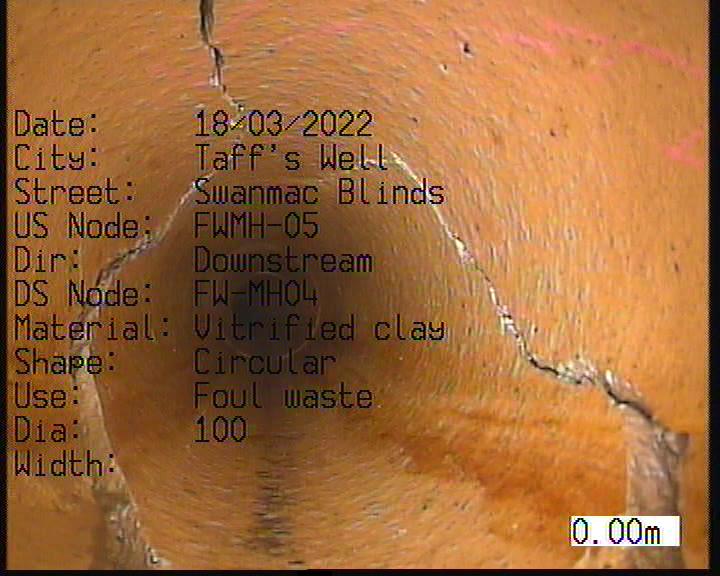 Date: 18/03/2022
City: Taff's Well
Street: Swanmac Blinds
US Node: FWMH-05
Dir: Downstream
DS Node: FW-MH04
Material: Vitrified clay
Shape: Circular
Use: Foul waste
Dia: 100
Width:
0.00m